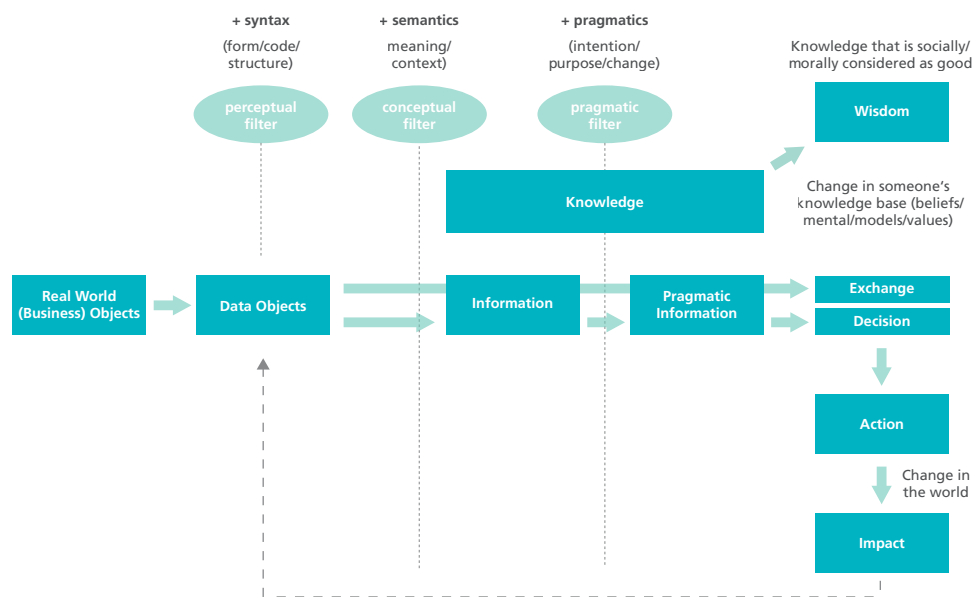 + syntax
(form/code/
structure)
perceptual
filter
+ semantics
meaning/
context)
conceptual
filter
+ pragmatics
(intention/
purpose/change)
pragmatic
filter
Knowledge that is socially/
morally considered as good
Wisdom
Knowledge
Change in someone's
knowledge base (beliefs/
mental/models/values)
Real World
(Business) Objects
Data Objects
Information
Pragmatic
Information
Exchange
Decision
Action
Change in
the world
Impact